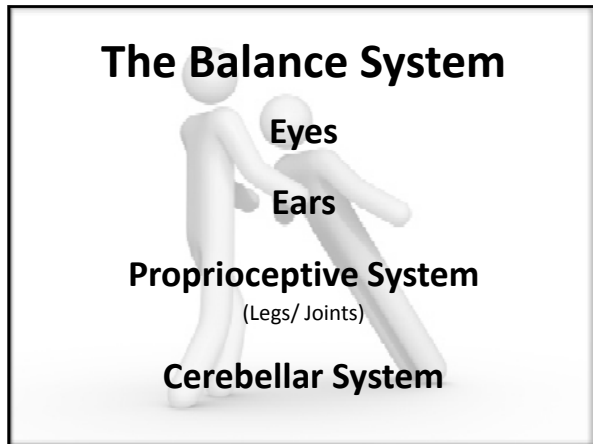 The Balance System
Eyes
Ears
Proprioceptive System
(Legs/ Joints)
Cerebellar System